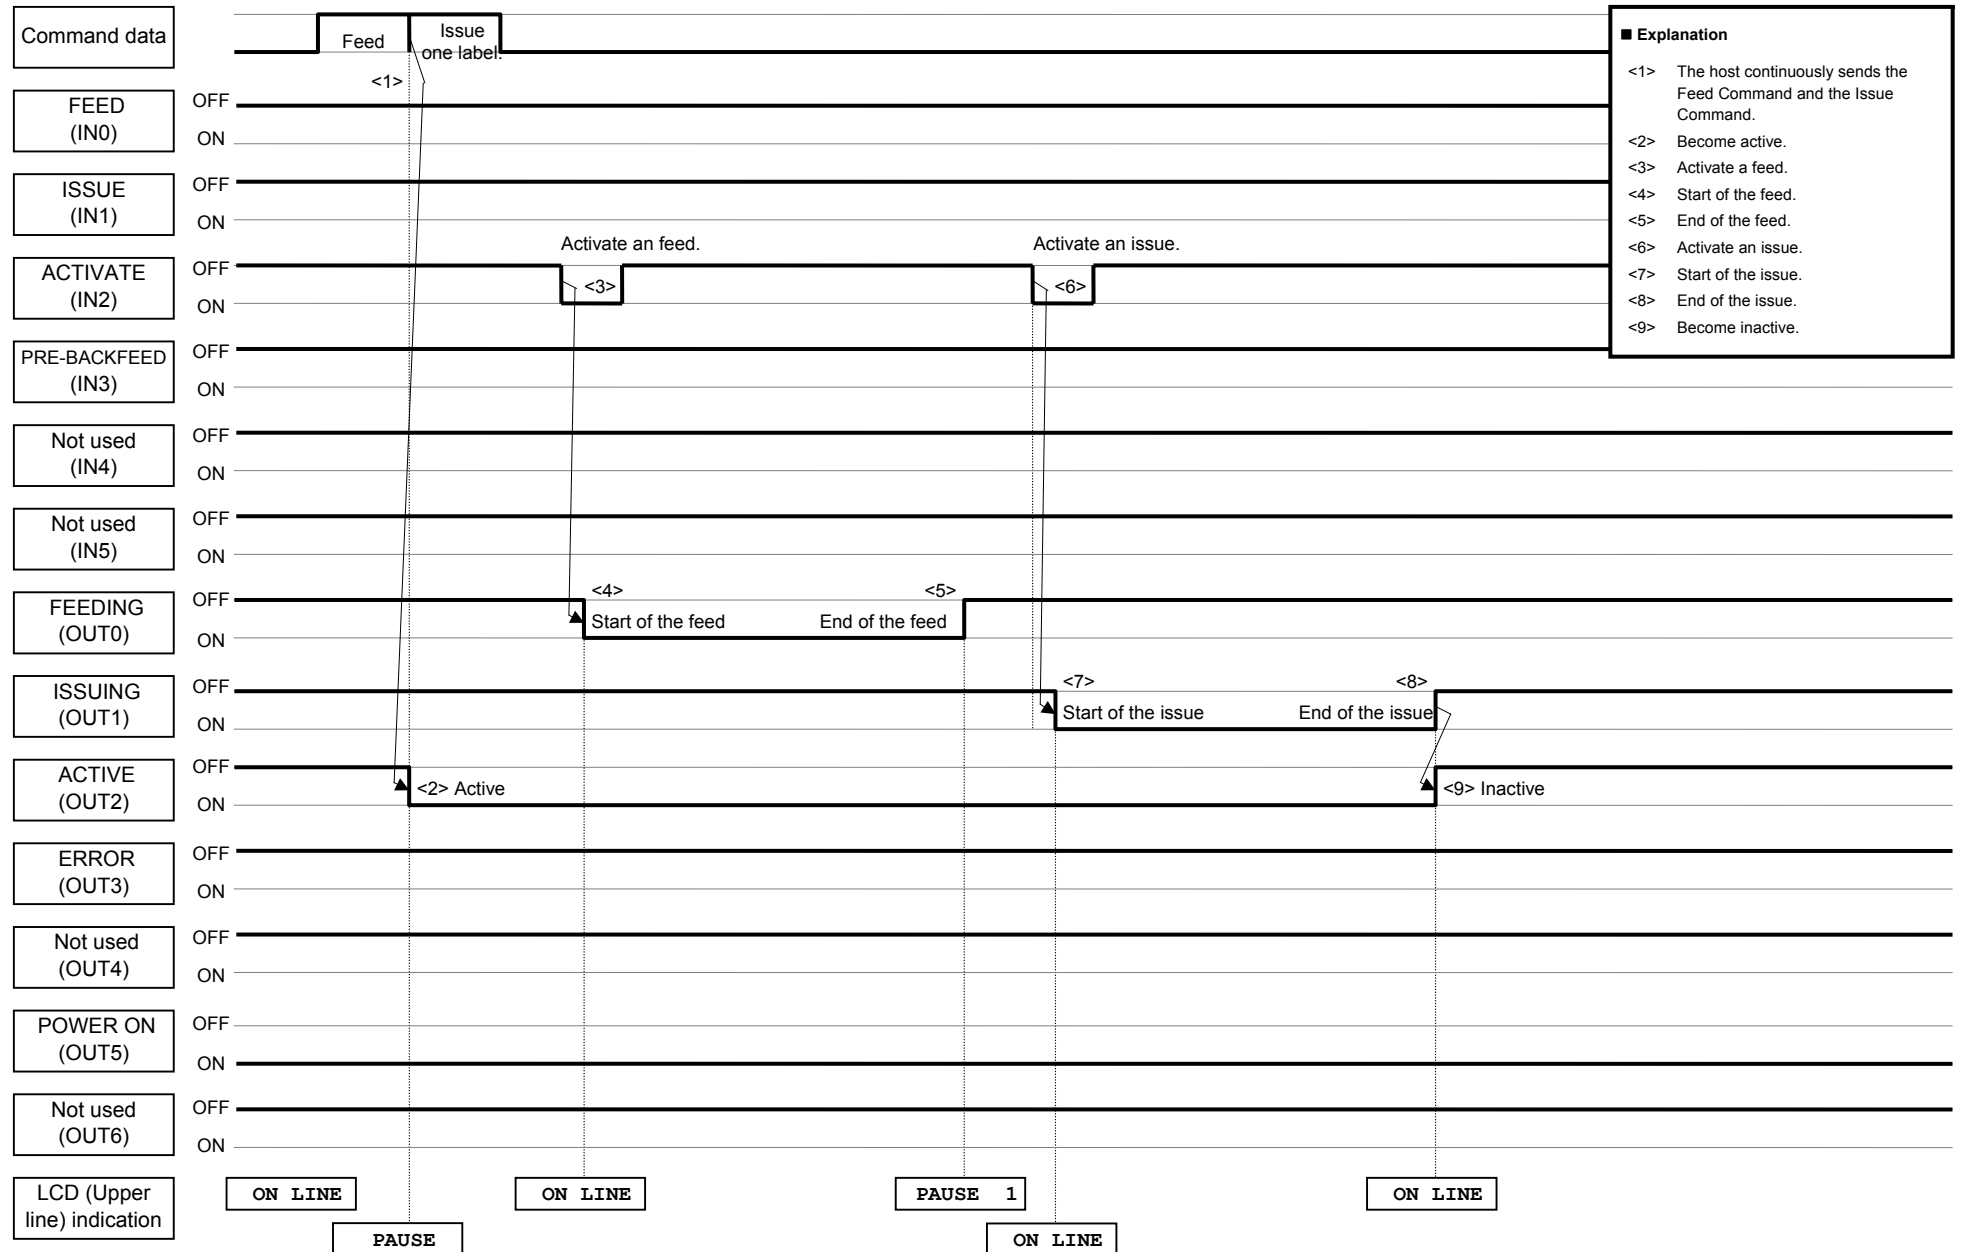 Command data
Feed
Issue
one label.
<1>
FEED
(IN0)
OFF
ON
ISSUE
(IN1)
OFF
ON
Activate an feed.
Activate an issue.
ACTIVATE
(IN2)
OFF
ON
<3>
<6>
PRE-BACKFEED
(IN3)
OFF
ON
Not used
(IN4)
OFF
ON
Not used
(IN5)
OFF
ON
FEEDING
(OUT0)
OFF
ON
<4>
<5>
Start of the feed
End of the feed
ISSUING
(OUT1)
OFF
ON
<7>
<8>
Start of the issue
End of the issue
ACTIVE
(OUT2)
OFF
ON
<2> Active
<9> Inactive
ERROR
(OUT3)
OFF
ON
Not used
(OUT4)
OFF
ON
POWER ON
(OUT5)
OFF
ON
Not used
(OUT6)
OFF
ON
LCD (Upper
line) indication
ON LINE
PAUSE
ON LINE
PAUSE 1
ON LINE
ON LINE
■ Explanation
<1> The host continuously sends the
Feed Command and the Issue
Command.
<2> Become active.
<3> Activate a feed.
<4> Start of the feed.
<5> End of the feed.
<6> Activate an issue.
<7> Start of the issue.
<8> End of the issue.
<9> Become inactive.